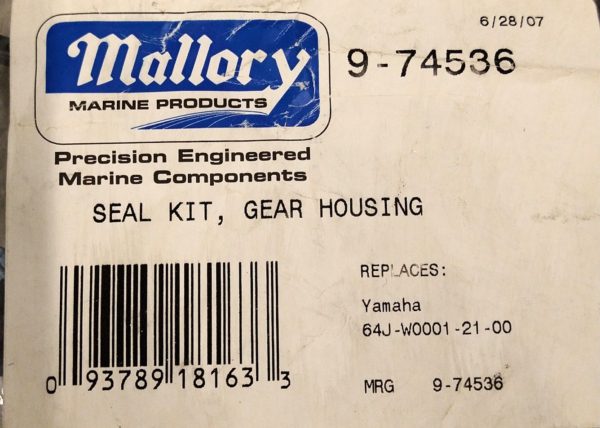 6/28/07
Mallory
MARINE PRODUCTS
9-74536
Precision Engineered
Marine Components
SEAL KIT, GEAR HOUSING
REPLACES:
Yamaha
64J-W0001-21-00
MRG 9-74536
0 93789 18163 3